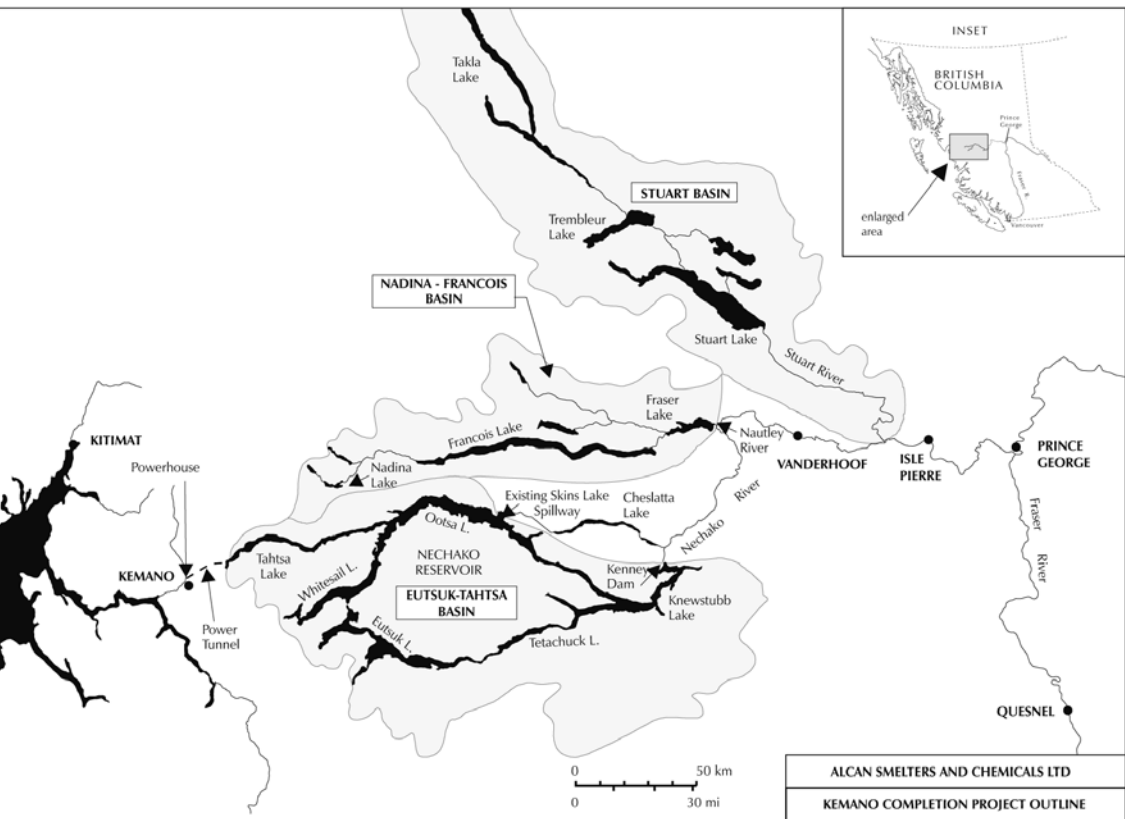 INSET
BRITISH
COLUMBIA
Prince
George
Fraser R.
Vancouver
enlarged
area
Takla
Lake
STUART BASIN
Trembleur
Lake
NADINA - FRANCOIS
BASIN
Stuart Lake
Stuart River
Fraser
Lake
Francois Lake
Nautley
River
KITIMAT
Powerhouse
Nadina
Lake
VANDERHOOF
ISLE
PIERRE
PRINCE
GEORGE
Existing Skins Lake
Spillway
Cheslatta
Lake
Nechako River
Ootsa L.
Fraser River
Tahtsa
Lake
NECHAKO
RESERVOIR
KEMANO
Whitesail L.
EUTSUK-TAHTSA
BASIN
Kenney
Dam
Knewstubb
Lake
Power
Tunnel
Eutsuk L.
Tetachuck L.
QUESNEL
0 50 km
0 30 mi
ALCAN SMELTERS AND CHEMICALS LTD
KEMANO COMPLETION PROJECT OUTLINE